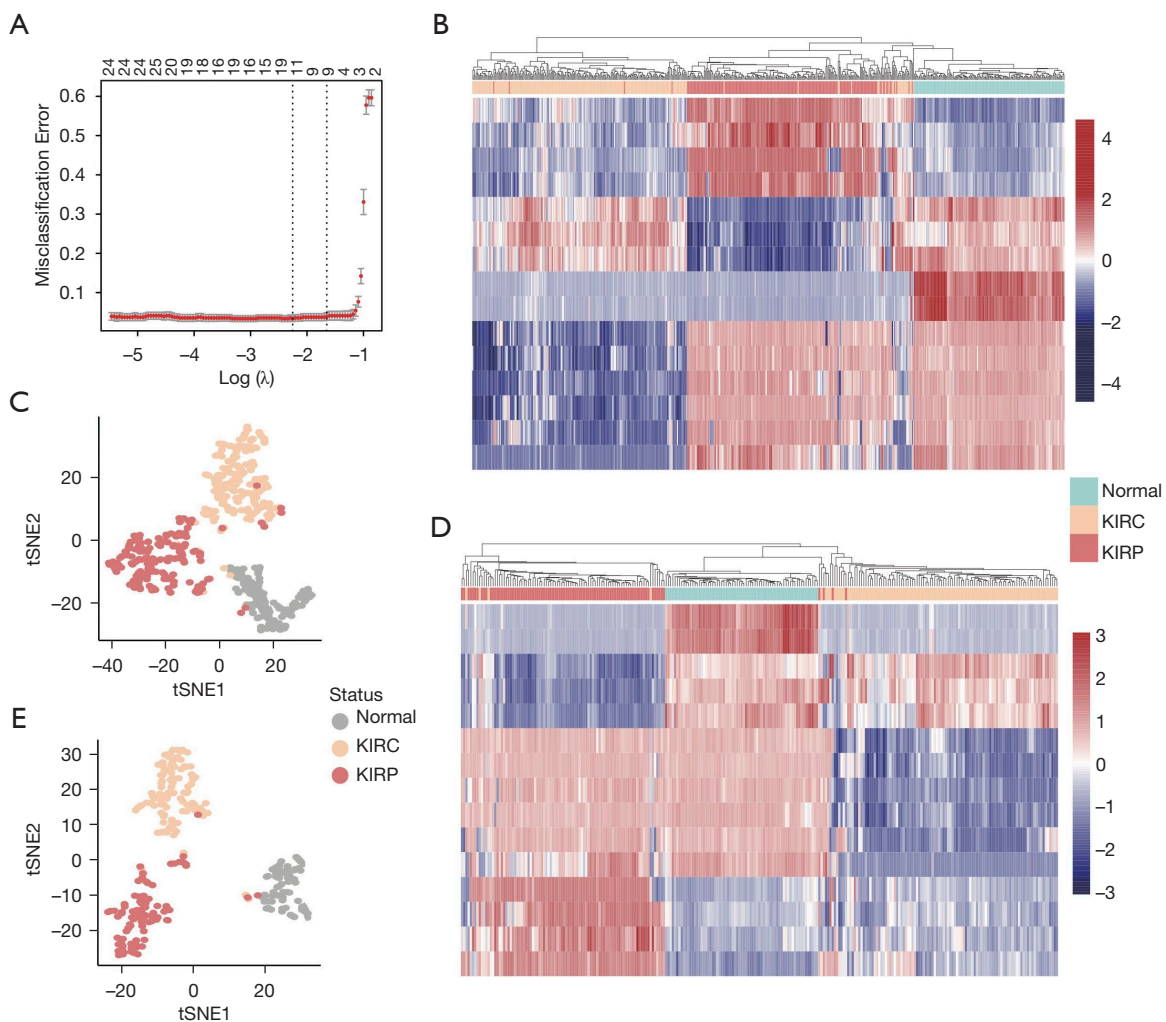 A
24 24 24 25 20 19 18 16 19 16 15 19 11 9 9 4 3 2
0.6
0.5
0.4
0.3
0.2
0.1
Misclassification Error
−5 −4 −3 −2 −1
Log (λ)
B
4
2
0
−2
−4
C
20
0
−20
tSNE2
−40 −20 0 20
tSNE1
Normal
KIRC
KIRP
D
3
2
1
0
−1
−2
−3
Status
Normal
KIRC
KIRP
E
30
20
10
0
−10
−20
tSNE2
−20 0 20
tSNE1